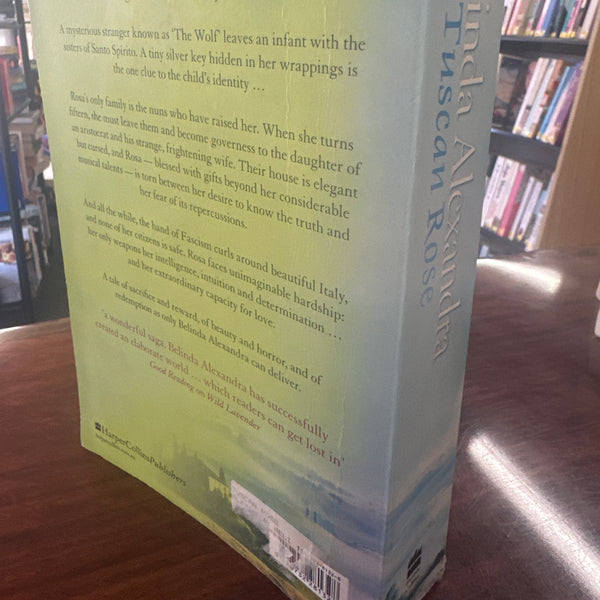 A mysterious stranger known as 'The Wolf' leaves an infant with the
sisters of Santo Spirito. A tiny silver key hidden in her wrappings is
the one clue to the child's identity ...
Rosa's only family is the nuns who have raised her. When she turns
fifteen, she must leave them and become governess to the daughter of
an aristocrat and his strange, frightening wife. Their house is elegant
but cursed, and Rosa — blessed with gifts beyond her considerable
musical talents — is torn between her desire to know the truth and
her fear of its repercussions.
And all the while, the hand of Fascism curls around beautiful Italy,
and none of her citizens is safe. Rosa faces unimaginable hardship:
her only weapons her intelligence, intuition and determination ...
and her extraordinary capacity for love.
A tale of sacrifice and reward, of beauty and horror, and of
redemption as only Belinda Alexandra can deliver.
'a wonderful saga. Belinda Alexandra has successfully
created an elaborate world ... which readers can get lost in'
Good Reading on Wild Lavender
HarperCollinsPublishers
harpercollins.com.au
inda Alexandra
Tuscan Rose